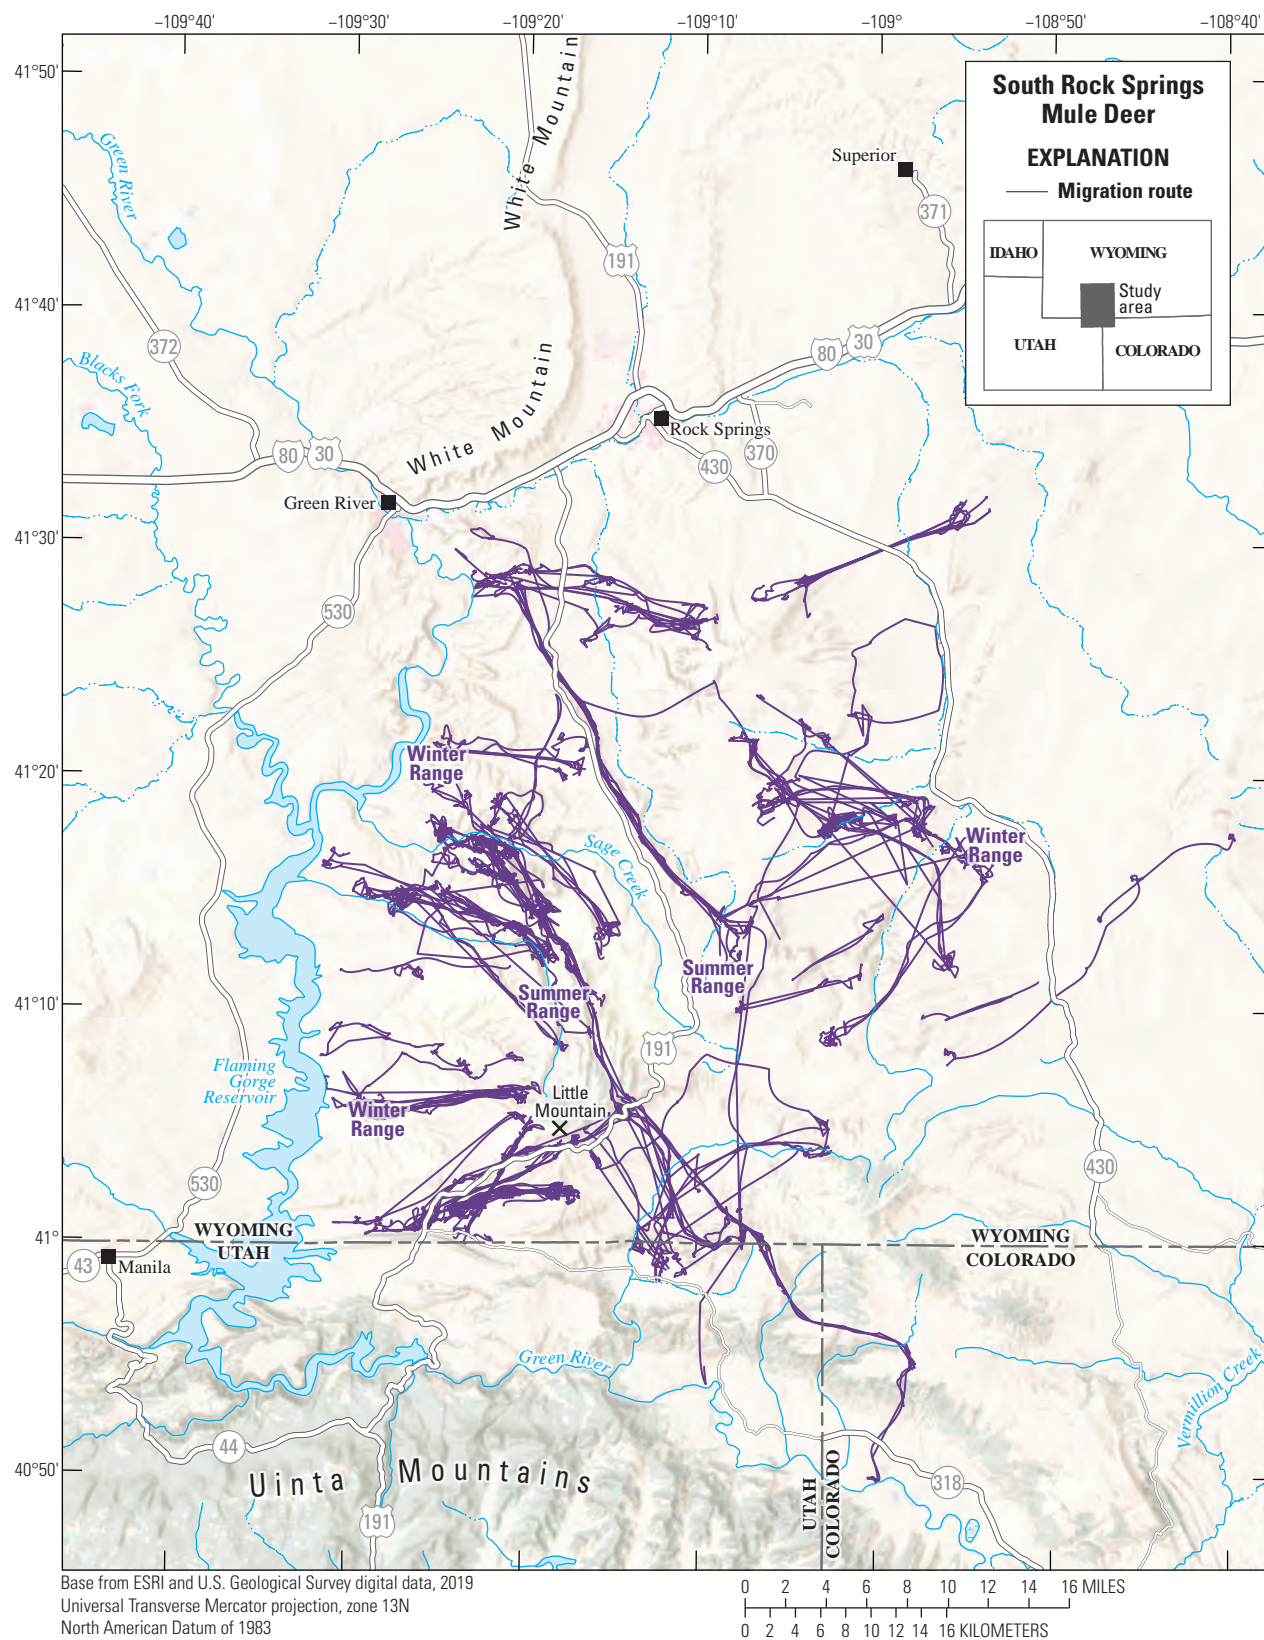 −109°40'
−109°30'
−109°20'
−109°10'
−109°
−108°50'
−108°40'
41°50'
41°40'
41°30'
41°20'
41°10'
41°
40°50'
South Rock Springs
Mule Deer
EXPLANATION
Migration route
IDAHO
WYOMING
Study
area
UTAH
COLORADO
Green River
White Mountain
Superior
371
191
372
Blacks Fork
80
30
White Mountain
Rock Springs
80
30
370
430
Green River
530
Winter
Range
Sage Creek
Winter
Range
Summer
Range
Summer
Range
191
Flaming
Gorge
Reservoir
Little
Mountain
Winter
Range
530
430
WYOMING
UTAH
WYOMING
COLORADO
43
Manila
Green River
Vermillion Creek
44
Uinta Mountains
UTAH
COLORADO
318
191
Base from ESRI and U.S. Geological Survey digital data, 2019
Universal Transverse Mercator projection, zone 13N
North American Datum of 1983
0 2 4 6 8 10 12 14 16 MILES
0 2 4 6 8 10 12 14 16 KILOMETERS